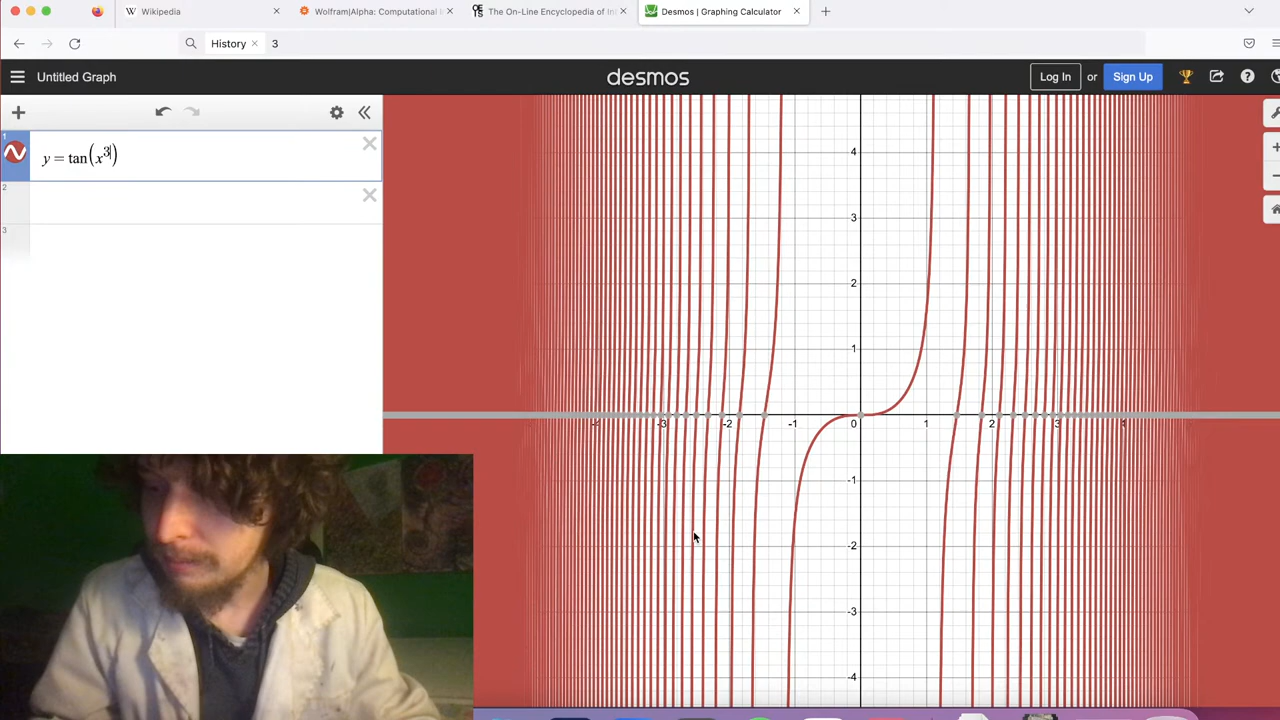 Wikipedia
Wolfram|Alpha: Computational I
The On-Line Encyclopedia of In
Desmos | Graphing Calculator
History
3
Untitled Graph
desmos
Log In
or
Sign Up
1
y = tan(x³)
2
3
4
3
2
1
-3
-2
-1
0
1
2
3
-1
-2
-3
-4